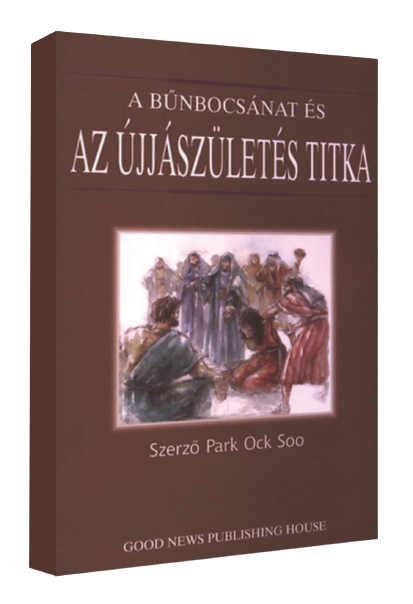 A BŰNBOCSÁNAT ÉS
AZ ÚJJÁSZÜLETÉS TITKA
Szerző Park Ock Soo
GOOD NEWS PUBLISHING HOUSE